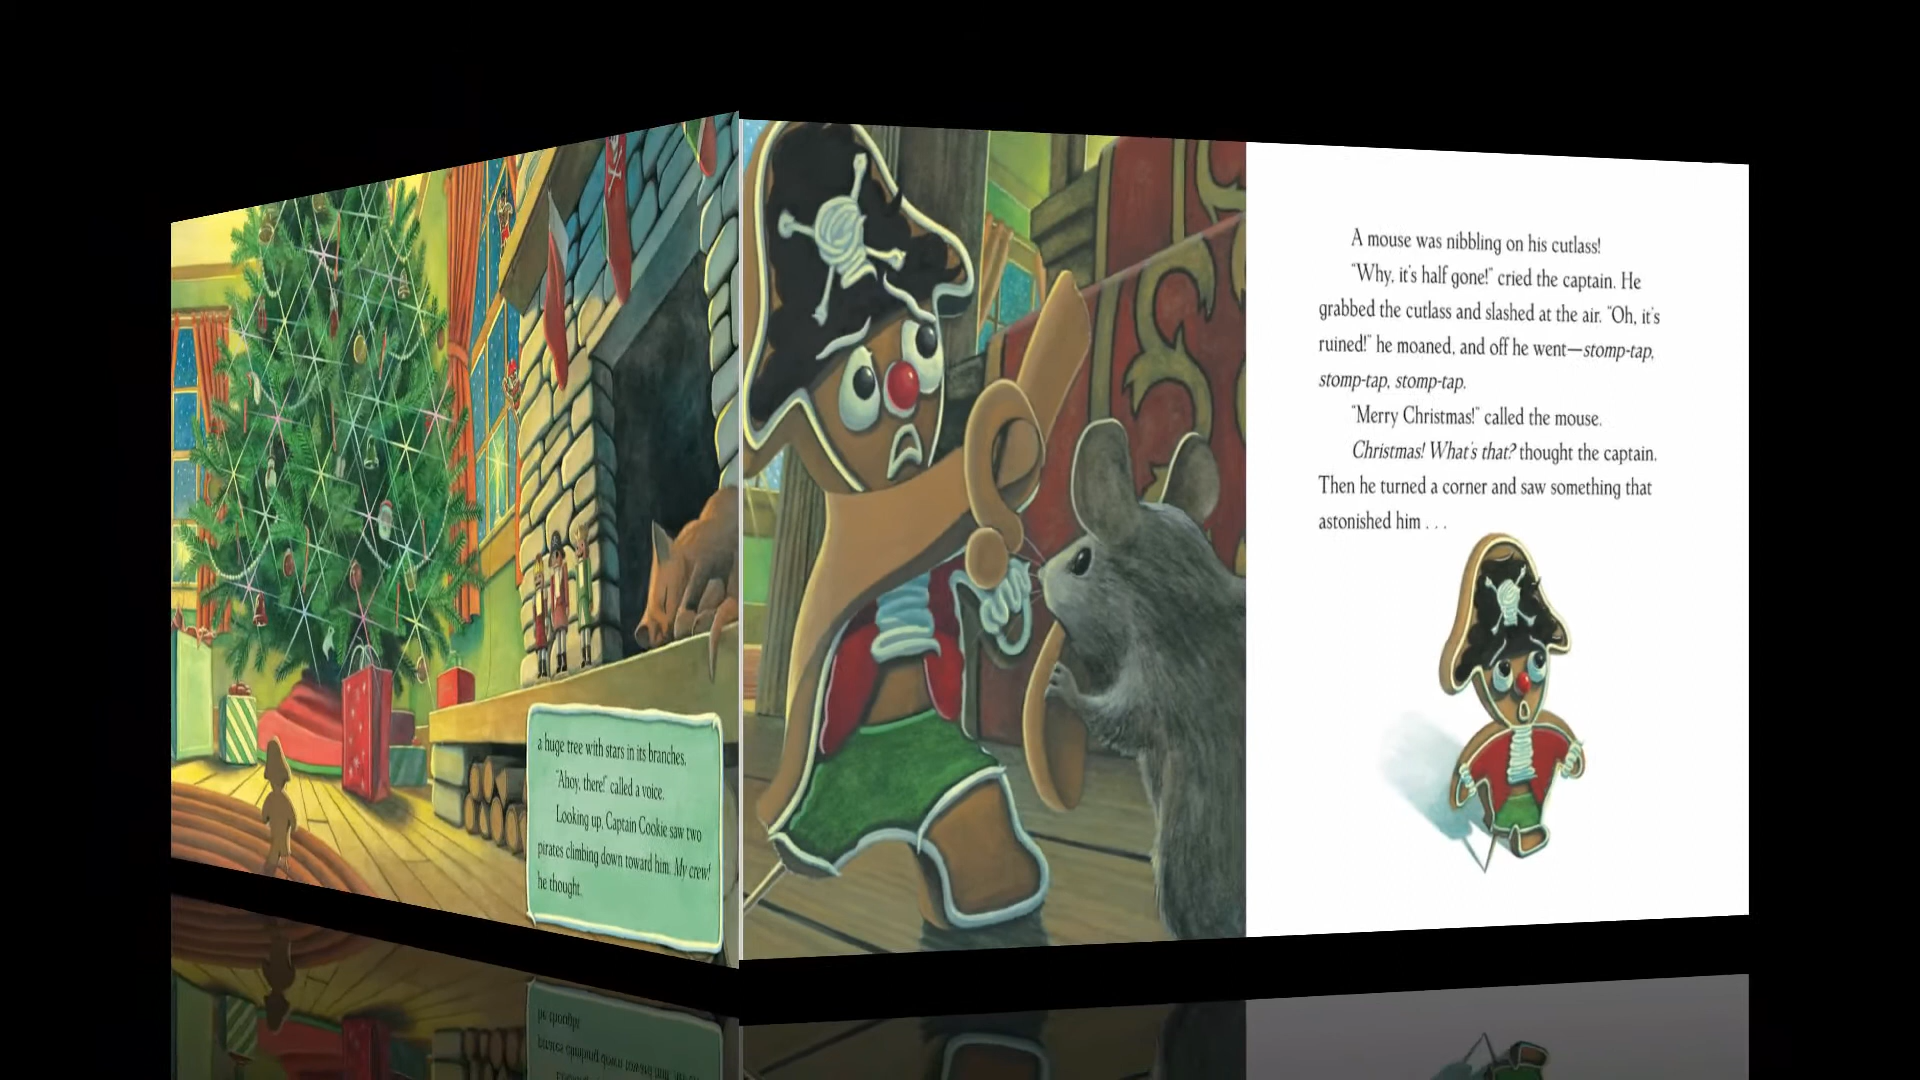 a huge tree with stars in its branches.
"Ahoy, there!" called a voice.
Looking up, Captain Cookie saw two
pirates climbing down toward him. My crew!
he thought.
A mouse was nibbling on his cutlass!
"Why, it's half gone!" cried the captain. He
grabbed the cutlass and slashed at the air. "Oh, it's
ruined!" he moaned, and off he went—stomp-tap,
stomp-tap, stomp-tap.
"Merry Christmas!" called the mouse.
Christmas! What's that? thought the captain.
Then he turned a corner and saw something that
astonished him . . .